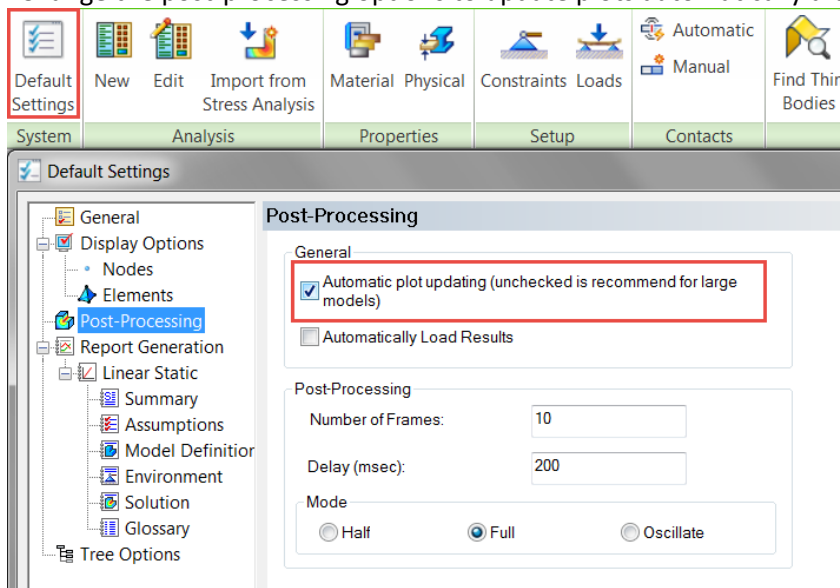 Automatic
Default New Edit Import from Material Physical Constraints Loads Manual Find Thin
Settings Stress Analysis Bodies
System Analysis Properties Setup Contacts
Default Settings
General
Display Options
Nodes
Elements
Post-Processing
Report Generation
Linear Static
Summary
Assumptions
Model Definition
Environment
Solution
Glossary
Tree Options
Post-Processing
General
Automatic plot updating (unchecked is recommend for large
models)
Automatically Load Results
Post-Processing
Number of Frames: 10
Delay (msec): 200
Mode
Half Full Oscillate